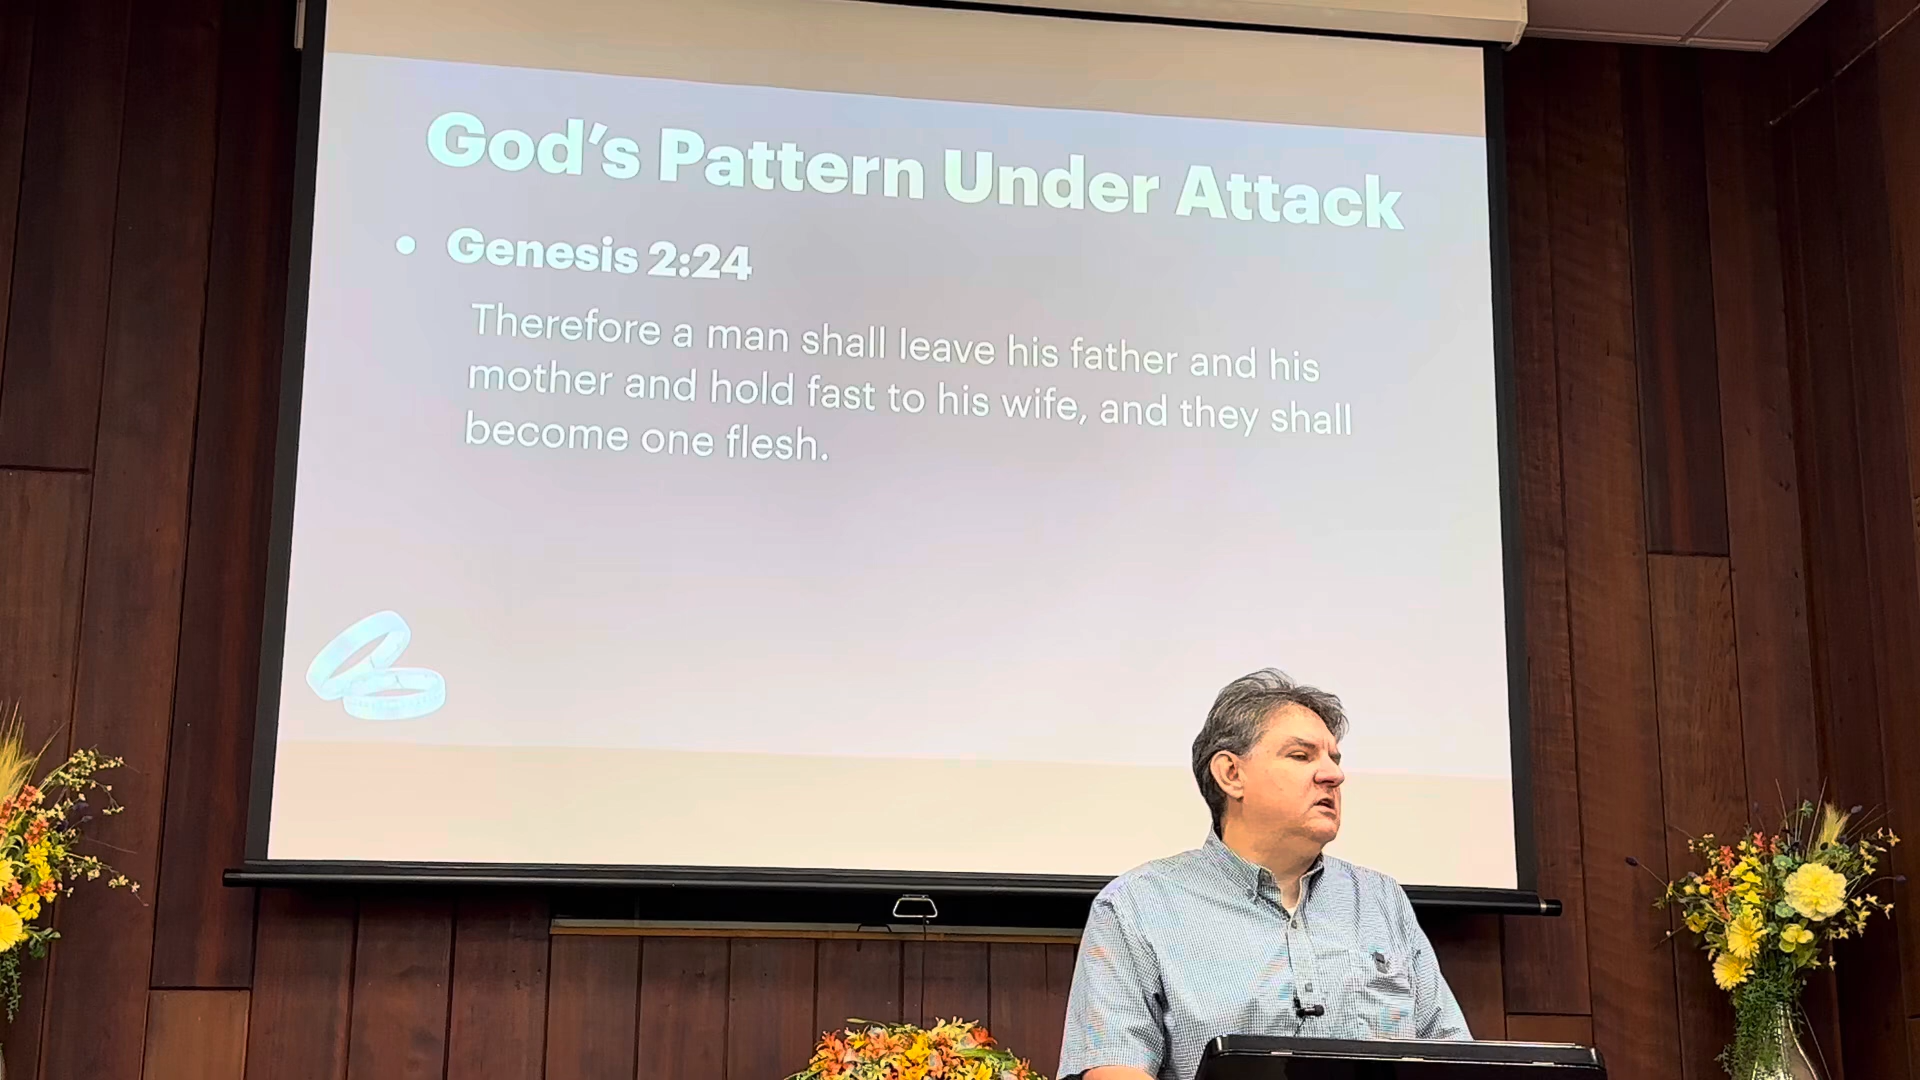 God’s Pattern Under Attack
• Genesis 2:24
Therefore a man shall leave his father and his
mother and hold fast to his wife, and they shall
become one flesh.